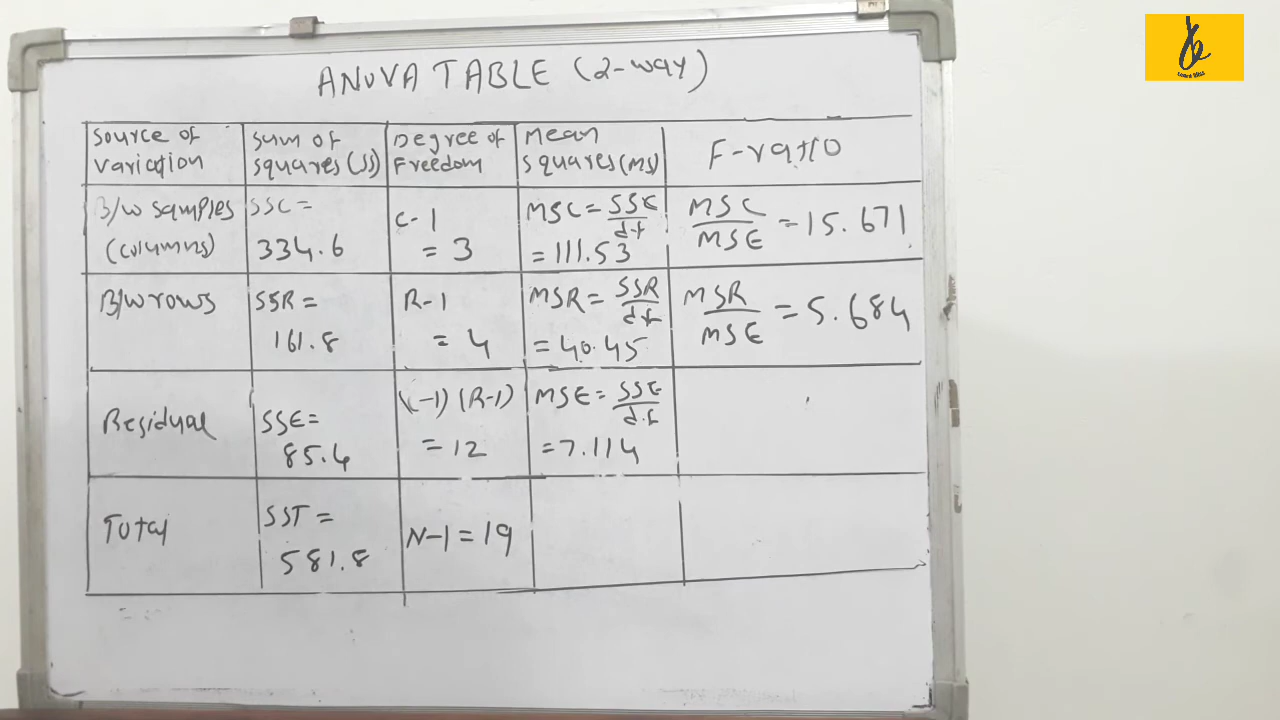 ANOVA TABLE (2-way)
Source of Variation | Sum of squares (SS) | Degree of Freedom | Mean squares (MS) | F-ratio
B/w samples (columns) | SSC = 334.6 | C-1 = 3 | MSC = SSC/d.f = 111.53 | MSC/MSE = 15.671
B/w rows | SSR = 161.8 | R-1 = 4 | MSR = SSR/d.f = 40.45 | MSR/MSE = 5.684
Residual | SSE = 85.4 | (C-1) (R-1) = 12 | MSE = SSE/d.f = 7.114
Total | SST = 581.8 | N-1 = 19